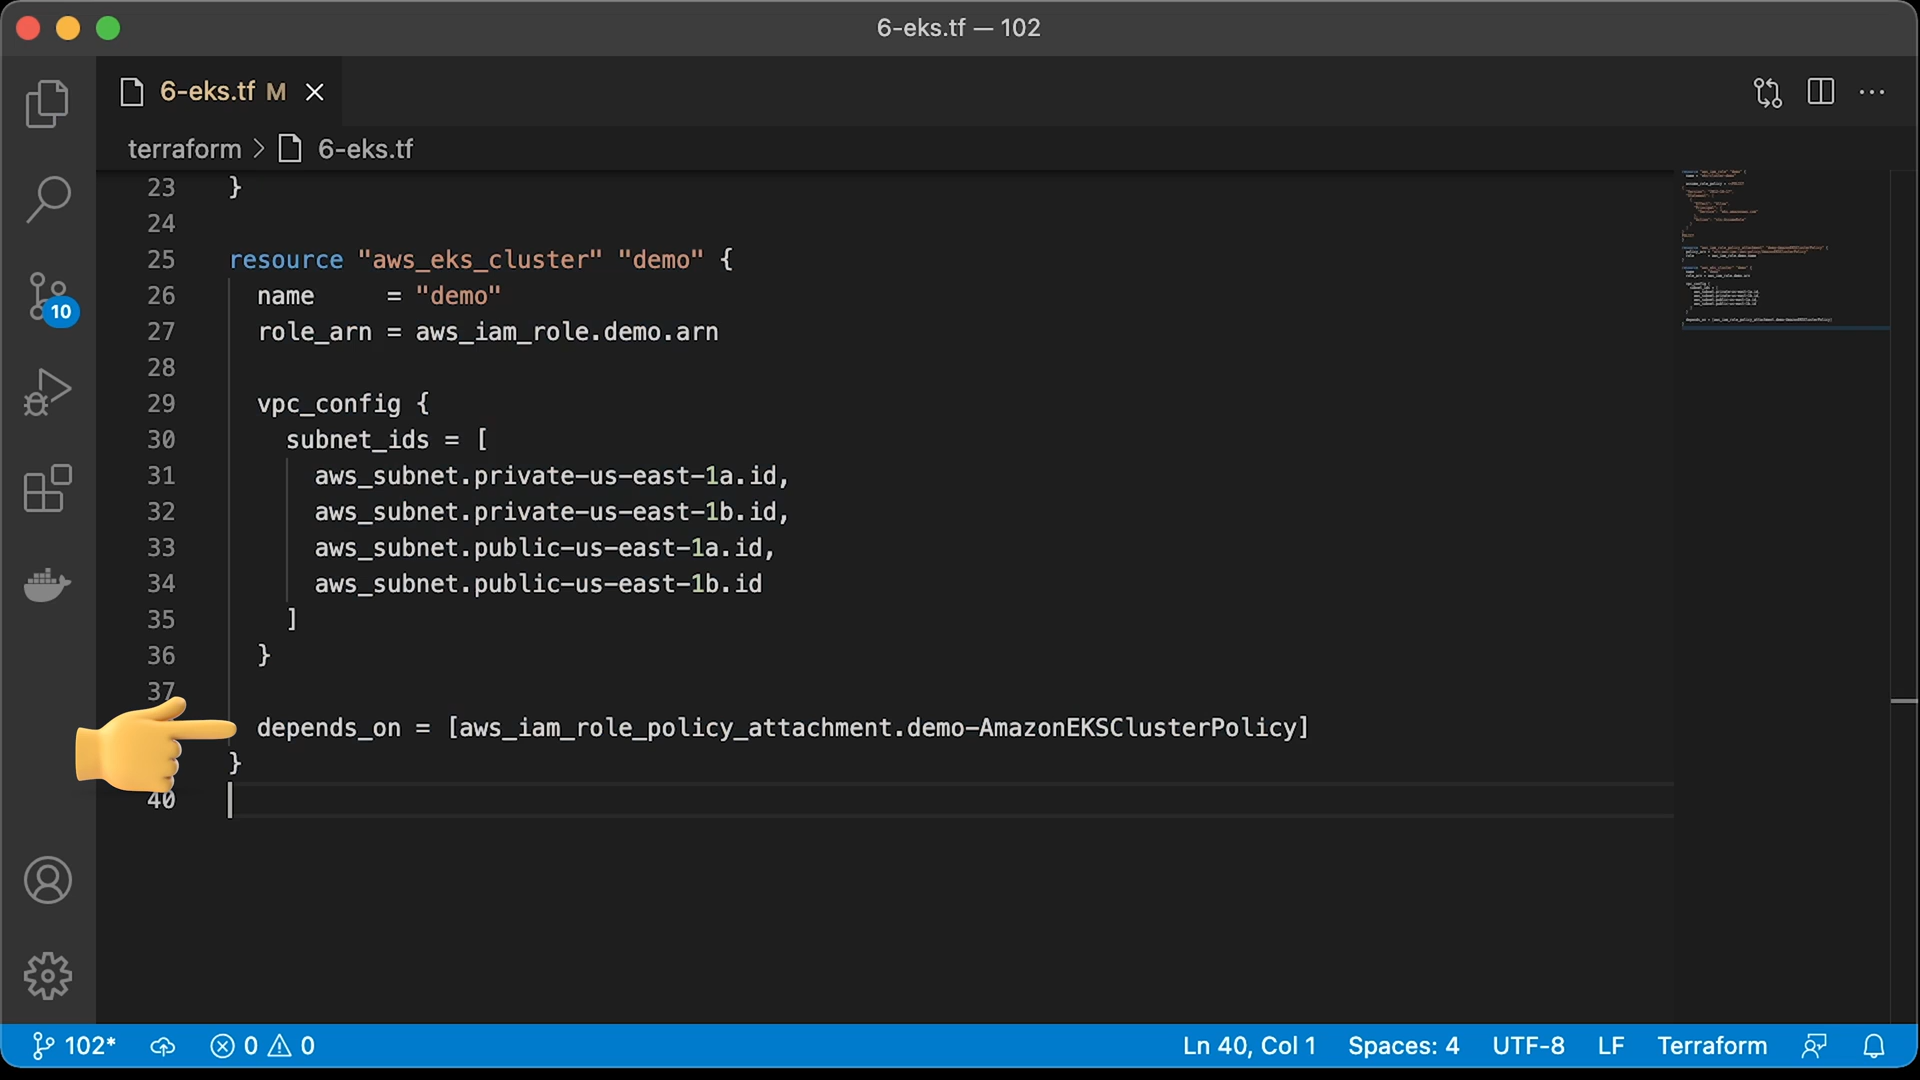 6-eks.tf — 102
6-eks.tf M
terraform > 6-eks.tf
23 }
24
25 resource "aws_eks_cluster" "demo" {
26   name     = "demo"
27   role_arn = aws_iam_role.demo.arn
28
29   vpc_config {
30     subnet_ids = [
31       aws_subnet.private-us-east-1a.id,
32       aws_subnet.private-us-east-1b.id,
33       aws_subnet.public-us-east-1a.id,
34       aws_subnet.public-us-east-1b.id
35     ]
36   }
37
depends_on = [aws_iam_role_policy_attachment.demo-AmazonEKSClusterPolicy]
}
40
10
102* 0 0 Ln 40, Col 1 Spaces: 4 UTF-8 LF Terraform